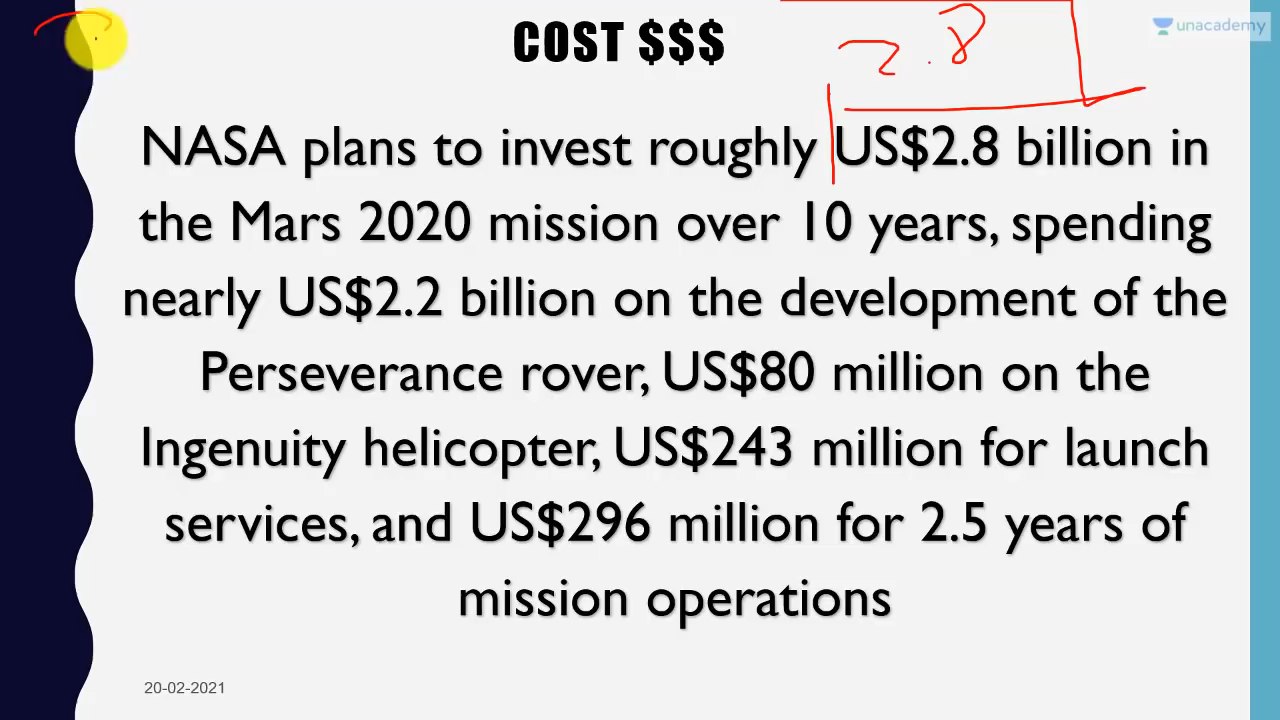 COST $$$
unacademy
2.8
NASA plans to invest roughly US$2.8 billion in
the Mars 2020 mission over 10 years, spending
nearly US$2.2 billion on the development of the
Perseverance rover, US$80 million on the
Ingenuity helicopter, US$243 million for launch
services, and US$296 million for 2.5 years of
mission operations
20-02-2021